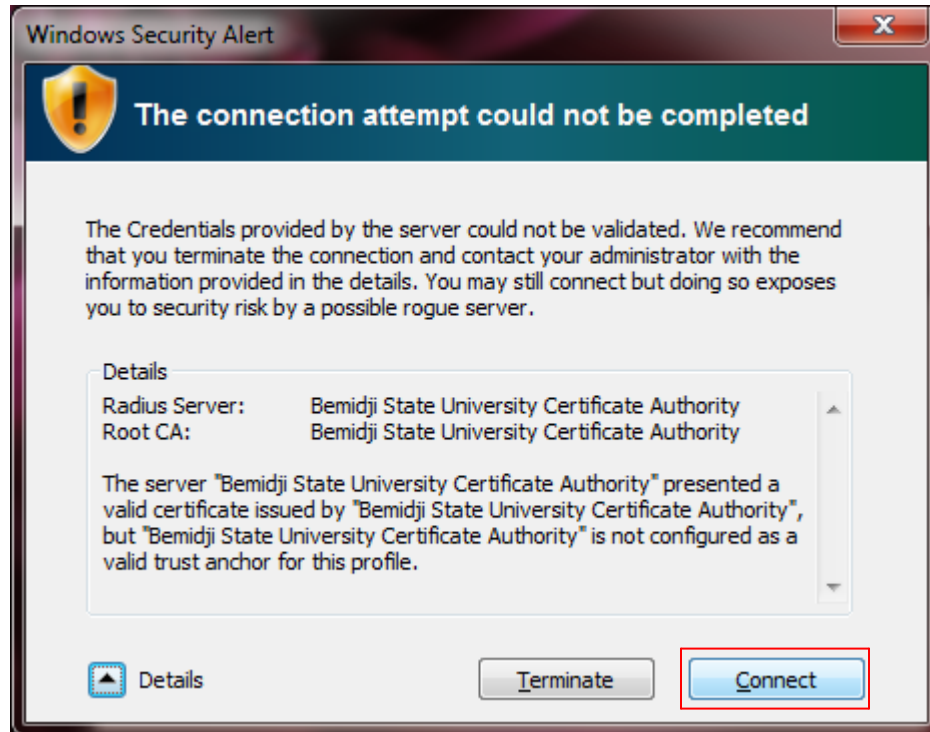 Windows Security Alert
The connection attempt could not be completed
The Credentials provided by the server could not be validated. We recommend
that you terminate the connection and contact your administrator with the
information provided in the details. You may still connect but doing so exposes
you to security risk by a possible rogue server.
Details
Radius Server: Bemidji State University Certificate Authority
Root CA: Bemidji State University Certificate Authority
The server "Bemidji State University Certificate Authority" presented a
valid certificate issued by "Bemidji State University Certificate Authority",
but "Bemidji State University Certificate Authority" is not configured as a
valid trust anchor for this profile.
Details
Terminate
Connect